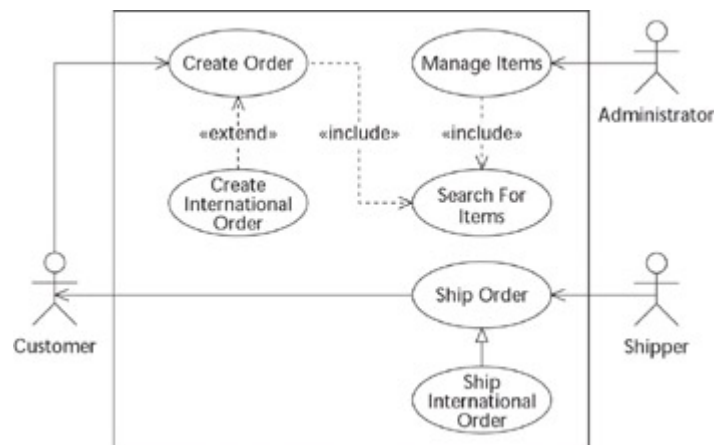 Create Order
Manage Items
Administrator
«extend»
«include»
«include»
Create
International
Order
Search For
Items
Customer
Ship Order
Shipper
Ship
International
Order